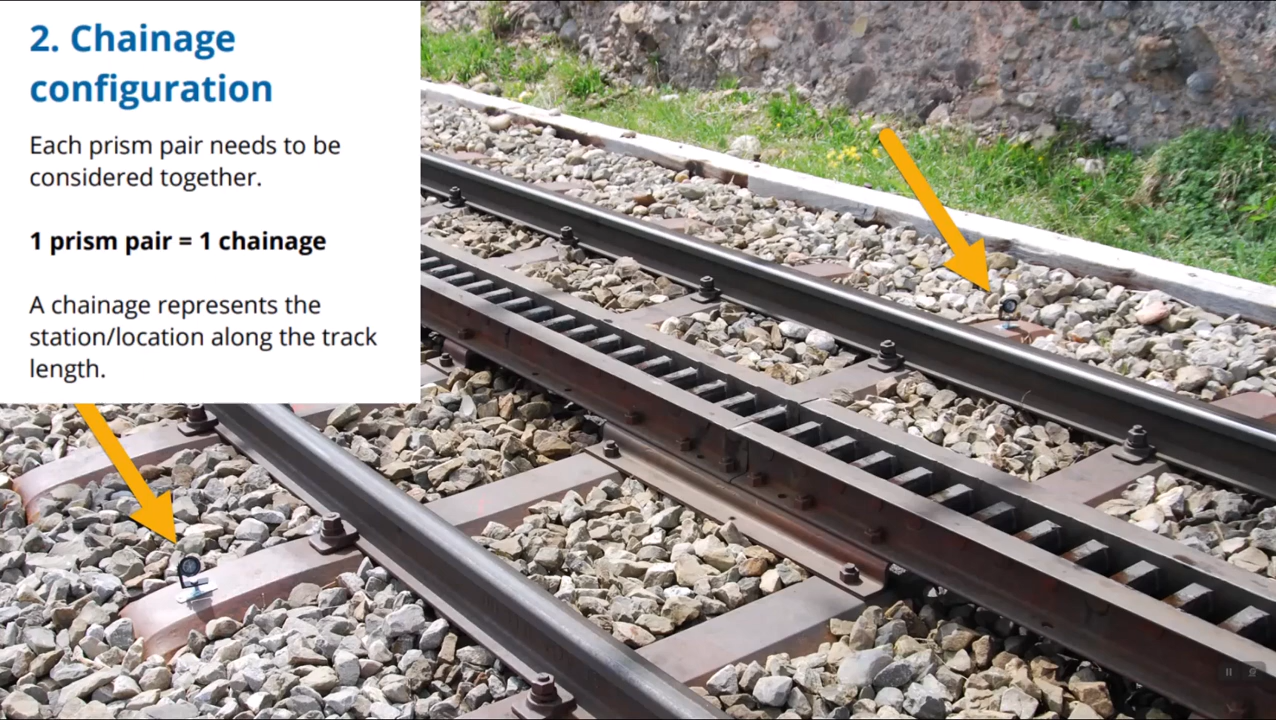 2. Chainage
configuration
Each prism pair needs to be
considered together.
1 prism pair = 1 chainage
A chainage represents the
station/location along the track
length.